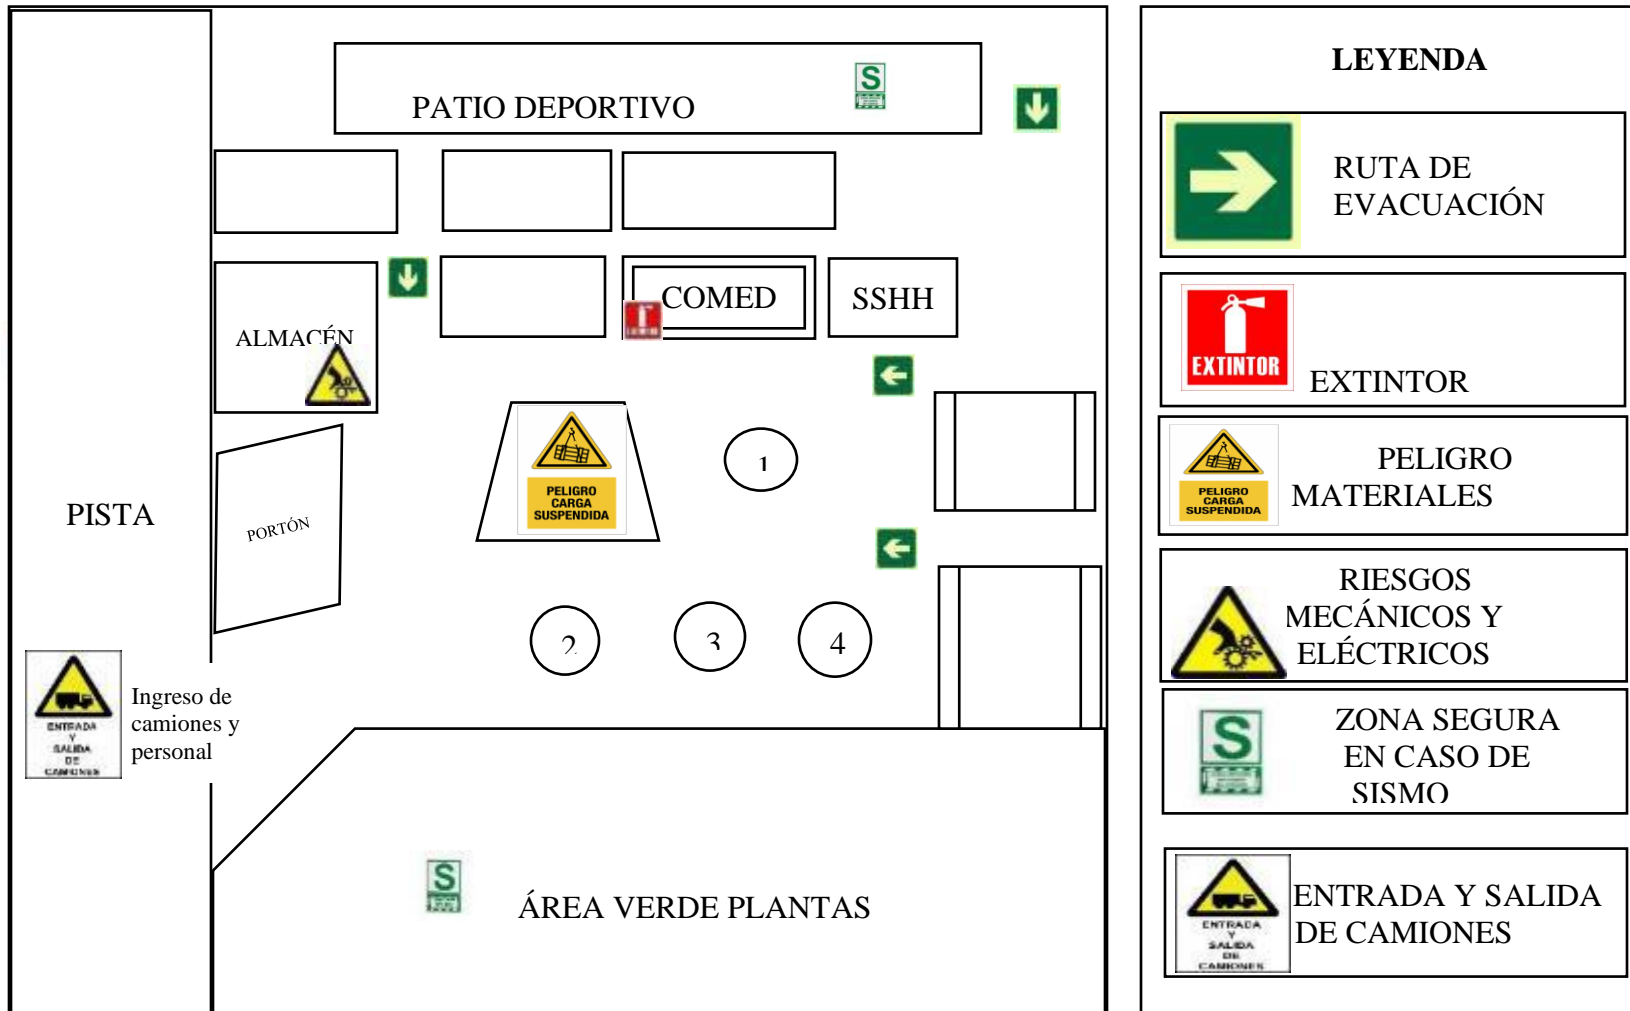 PATIO DEPORTIVO
S
COMED
SSHH
ALMACÉN
PISTA
PORTÓN
PELIGRO
CARGA
SUSPENDIDA
1
2
3
4
ENTRADA
Y
SALIDA
DE
CAMIONES
Ingreso de
camiones y
personal
S
ÁREA VERDE PLANTAS
LEYENDA
RUTA DE
EVACUACIÓN
EXTINTOR
EXTINTOR
PELIGRO
CARGA
SUSPENDIDA
PELIGRO
MATERIALES
RIESGOS
MECÁNICOS Y
ELÉCTRICOS
S
ZONA SEGURA
EN CASO DE
SISMO
ENTRADA
Y
SALIDA
DE
CAMIONES
ENTRADA Y SALIDA
DE CAMIONES